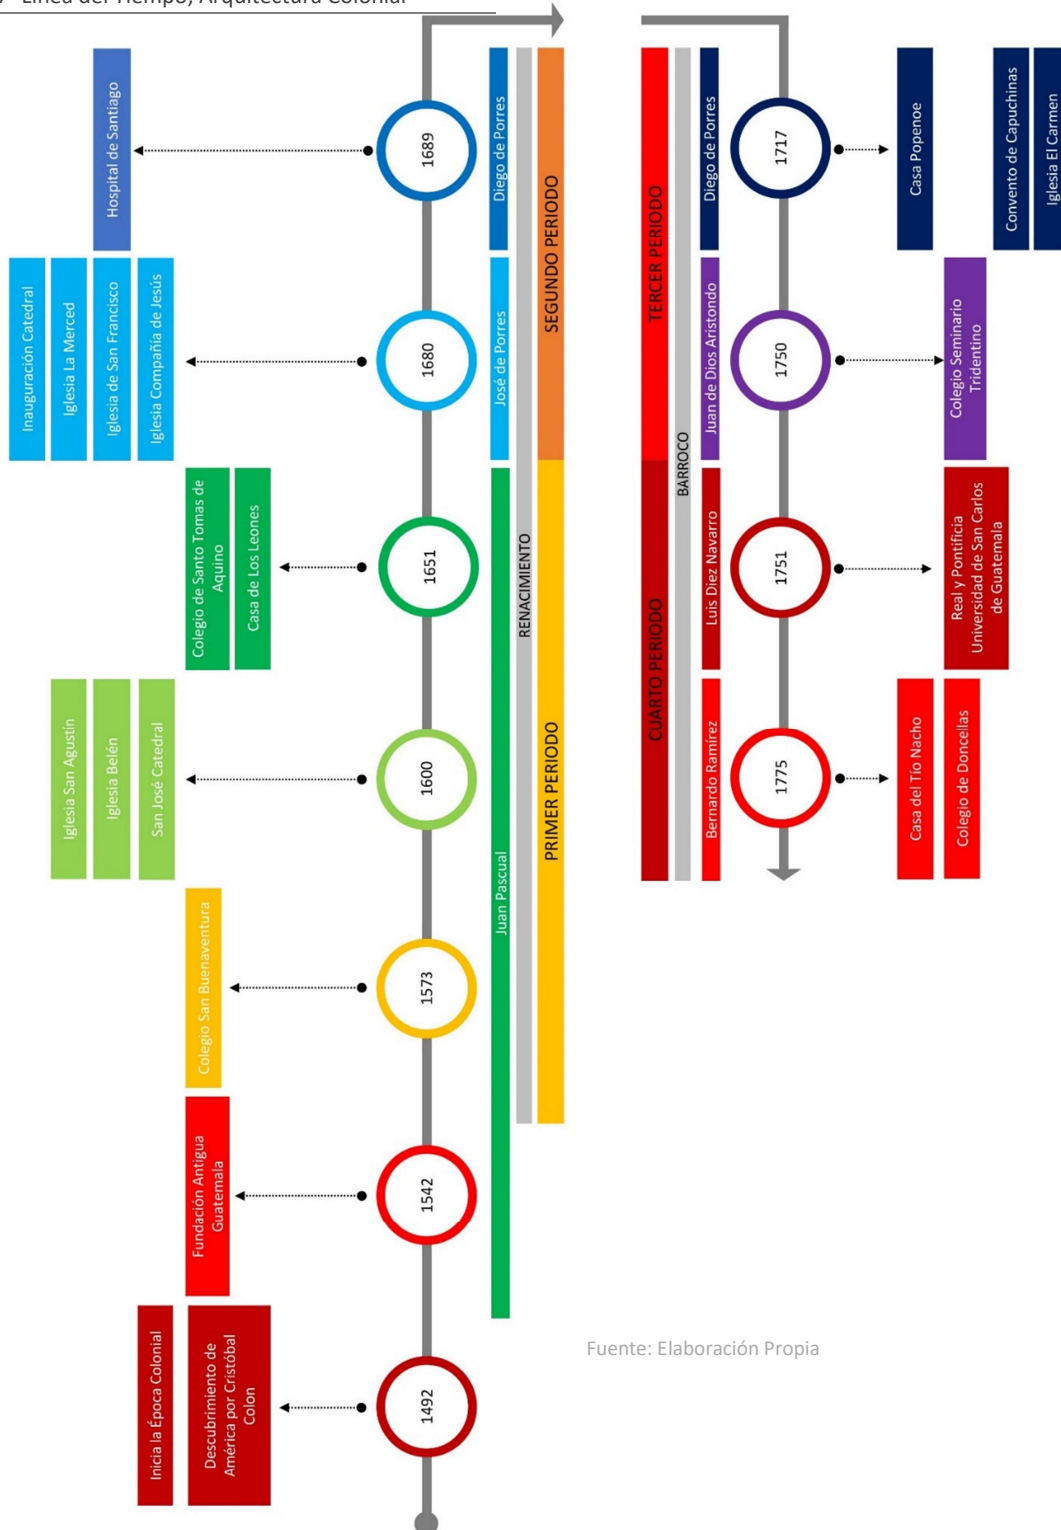 Línea del Tiempo, Arquitectura Colonial
Inicia la Época Colonial
Descubrimiento de
América por Cristóbal
Colon
1492
Fundación Antigua
Guatemala
1542
Colegio San Buenaventura
1573
Iglesia San Agustín
Iglesia Belén
San José Catedral
1600
Colegio de Santo Tomas de
Aquino
Casa de Los Leones
1651
Inauguración Catedral
Iglesia La Merced
Iglesia de San Francisco
Iglesia Compañía de Jesús
1680
Hospital de Santiago
1689
Juan Pascual
José de Porres
Diego de Porres
RENACIMIENTO
PRIMER PERIODO
SEGUNDO PERIODO
CUARTO PERIODO
TERCER PERIODO
BARROCO
Bernardo Ramírez
Luis Diez Navarro
Juan de Dios Aristondo
Diego de Porres
1775
Casa del Tío Nacho
Colegio de Doncellas
1751
Real y Pontificia
Universidad de San Carlos
de Guatemala
1750
Colegio Seminario
Tridentino
1717
Casa Popenoe
Convento de Capuchinas
Iglesia El Carmen
Fuente: Elaboración Propia